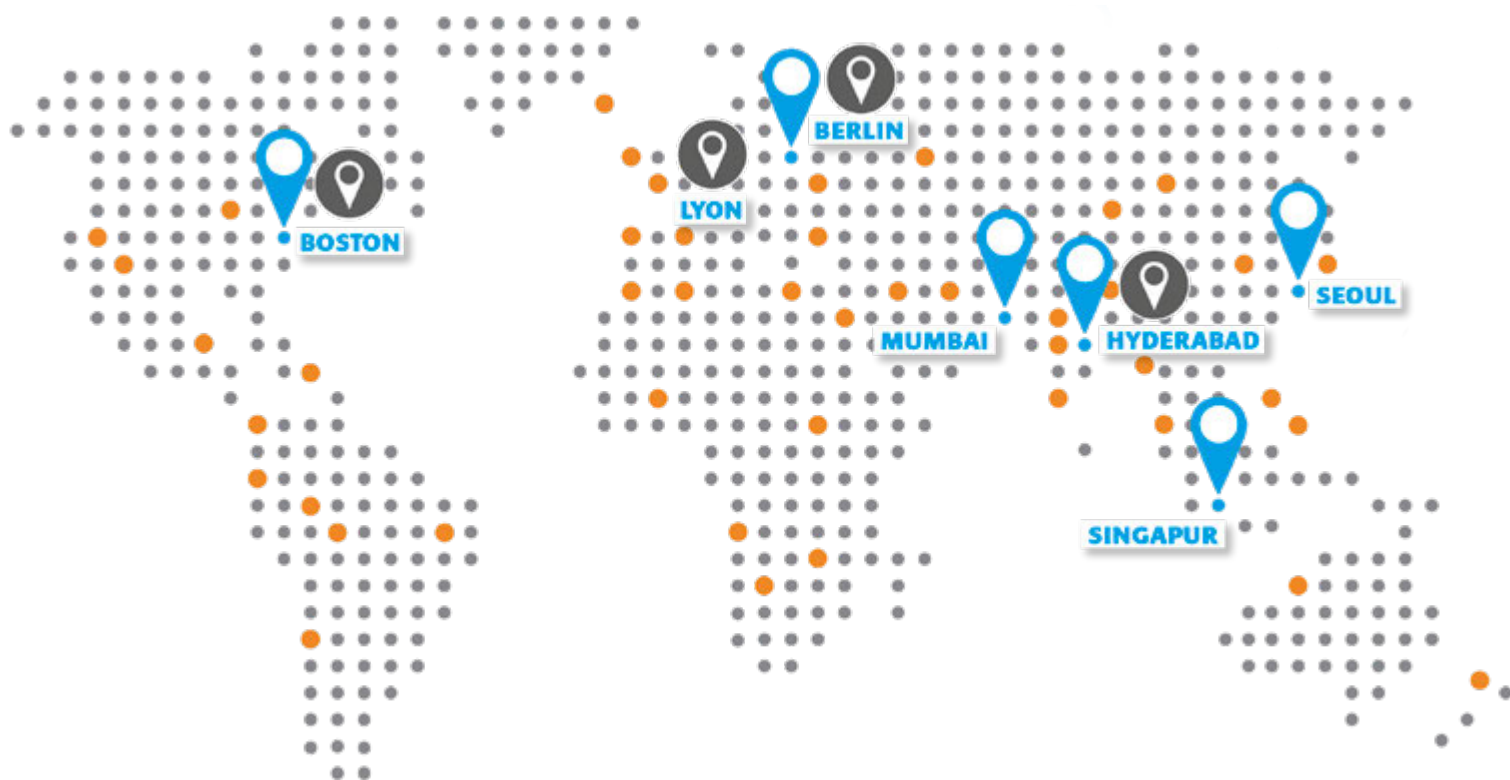 BERLIN
LYON
BOSTON
SEOUL
MUMBAI
HYDERABAD
SINGAPUR